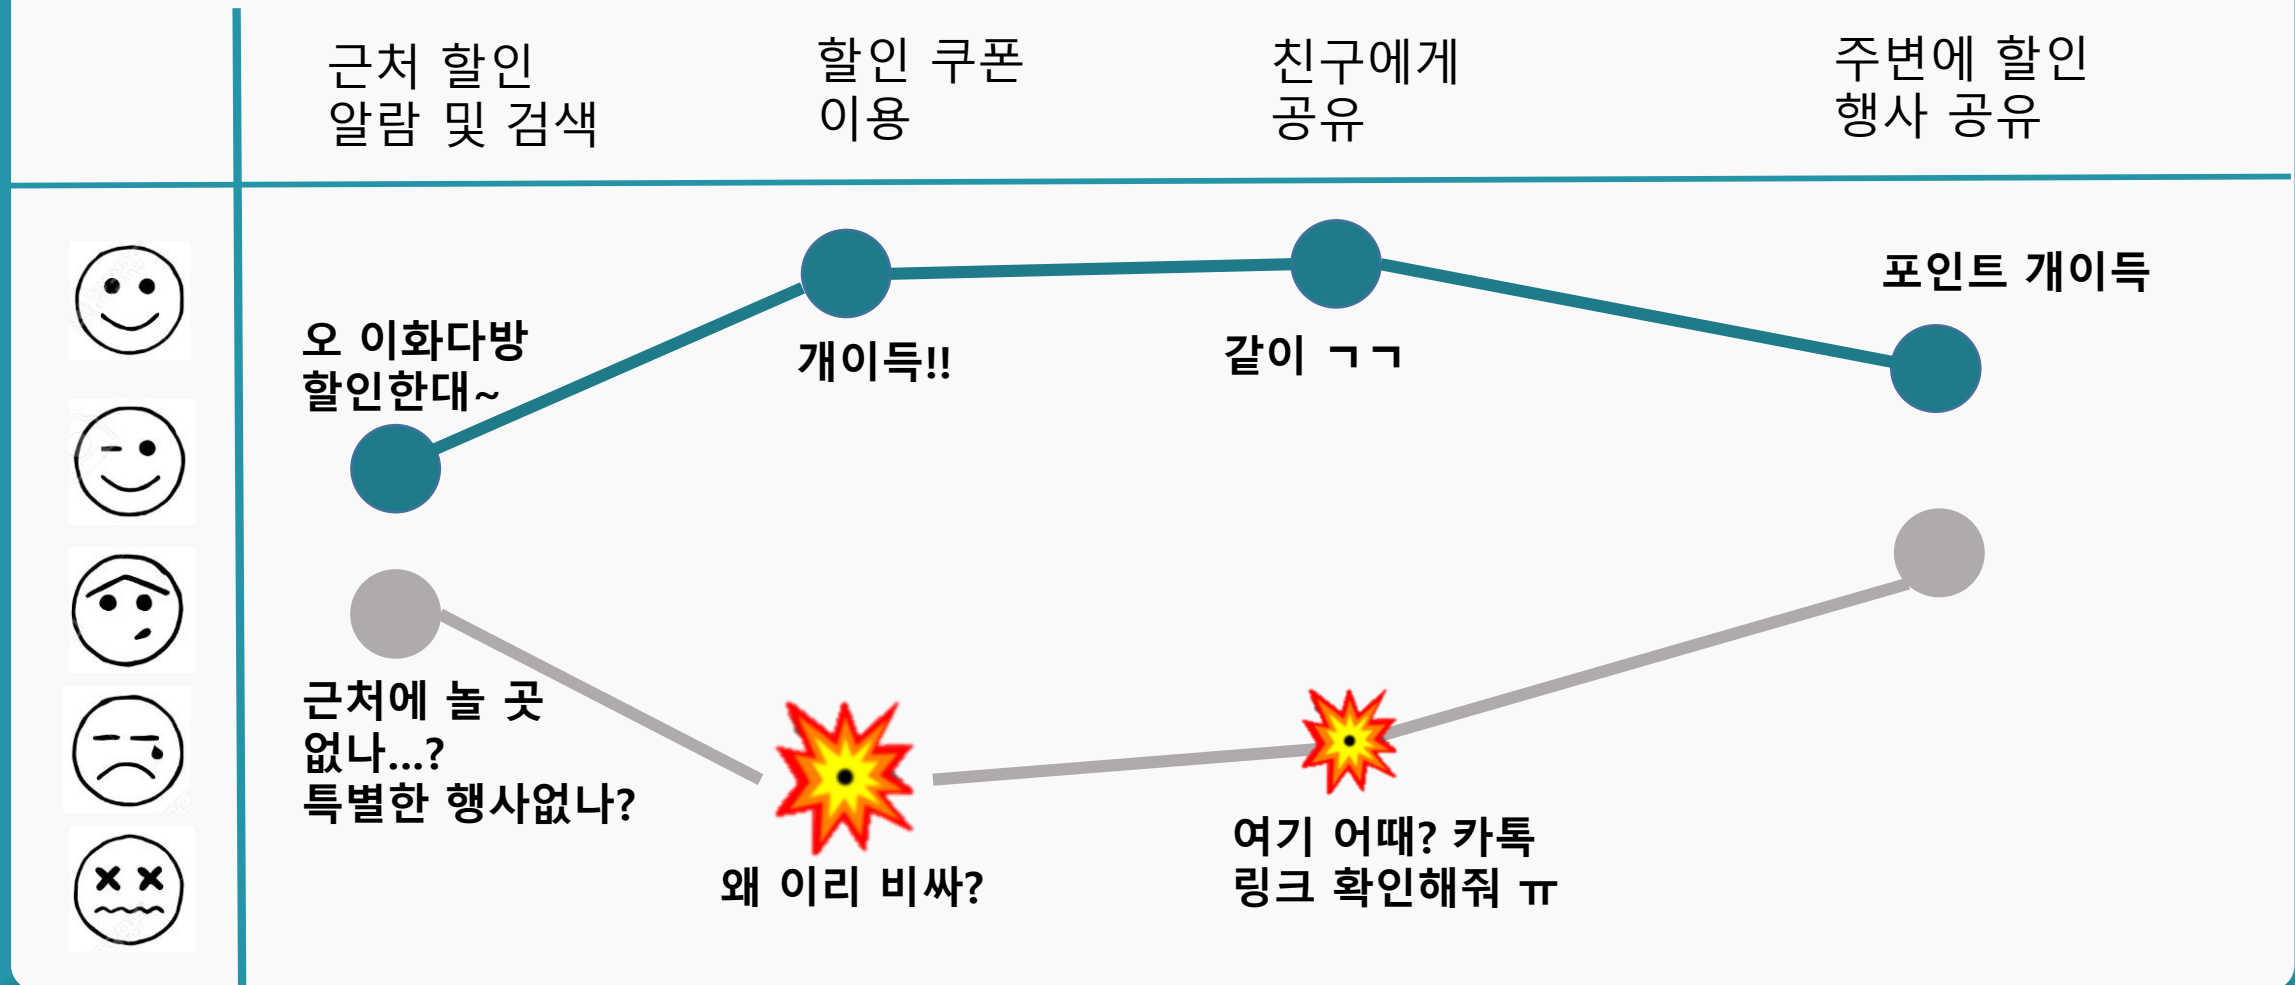 근처 할인
알람 및 검색
할인 쿠폰
이용
친구에게
공유
주변에 할인
행사 공유
오 이화다방
할인한대~
개이득!!
같이 ㄱㄱ
포인트 개이득
근처에 놀 곳
없나...?
특별한 행사없나?
왜 이리 비싸?
여기 어때? 카톡
링크 확인해줘 ㅠ